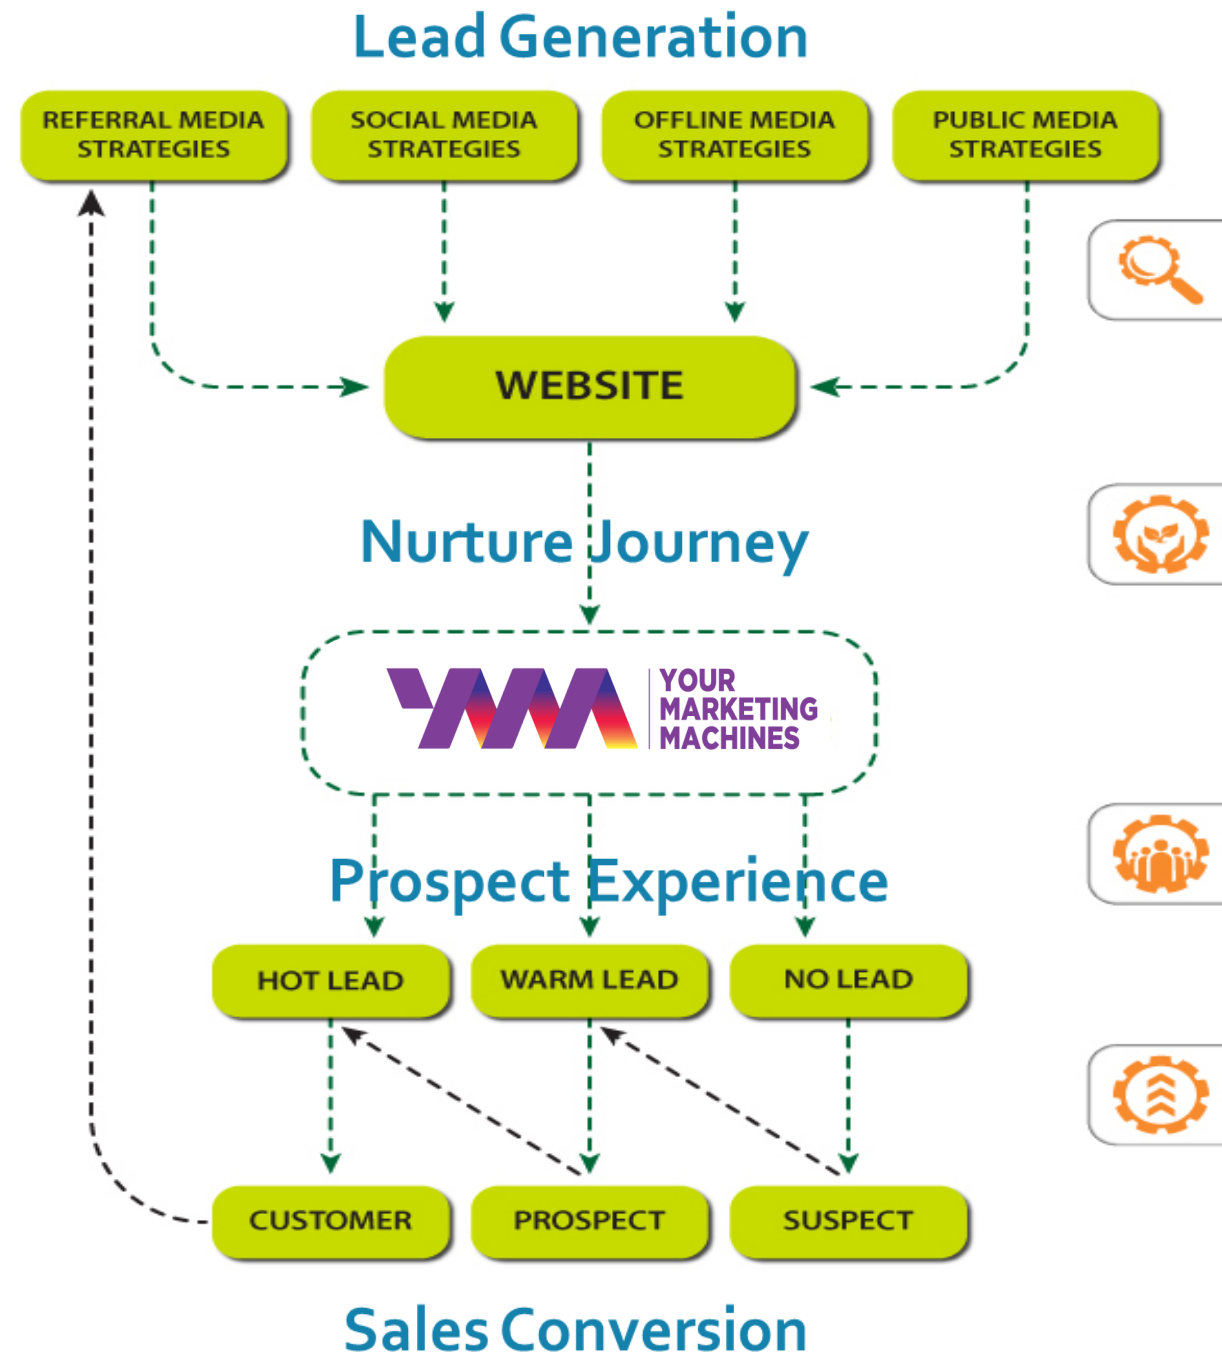 Lead Generation
REFERRAL MEDIA
STRATEGIES
SOCIAL MEDIA
STRATEGIES
OFFLINE MEDIA
STRATEGIES
PUBLIC MEDIA
STRATEGIES
WEBSITE
Nurture Journey
YMM
YOUR
MARKETING
MACHINES
Prospect Experience
HOT LEAD
WARM LEAD
NO LEAD
CUSTOMER
PROSPECT
SUSPECT
Sales Conversion